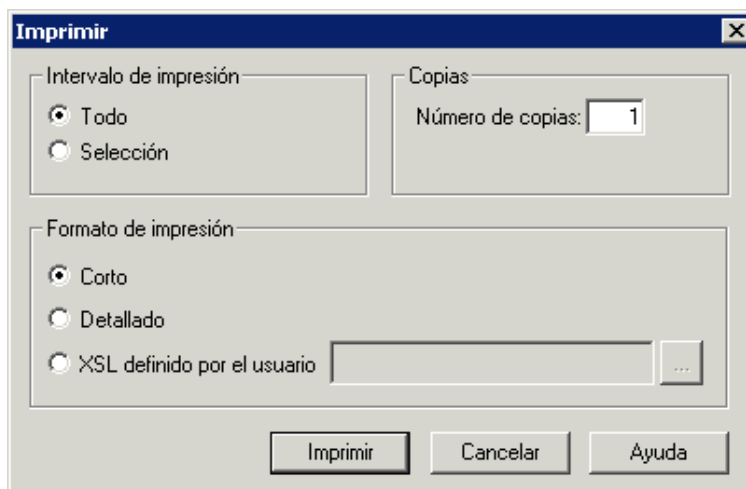 Imprimir
Intervalo de impresión
Todo
Selección
Copias
Número de copias: 1
Formato de impresión
Corto
Detallado
XSL definido por el usuario ...
Imprimir Cancelar Ayuda